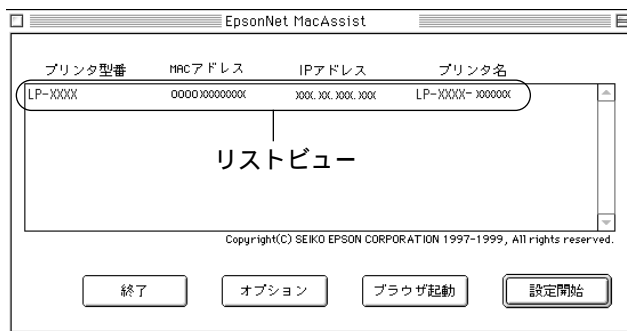 EpsonNet MacAssist
プリンタ型番 MACアドレス IPアドレス プリンタ名
LP-XXXX 0000XXXXXXXX XXX.XX.XXX.XXX LP-XXXX-XXXXXX
リストビュー
Copyright(C) SEIKO EPSON CORPORATION 1997-1999, All rights reserved.
終了 オプション ブラウザ起動 設定開始